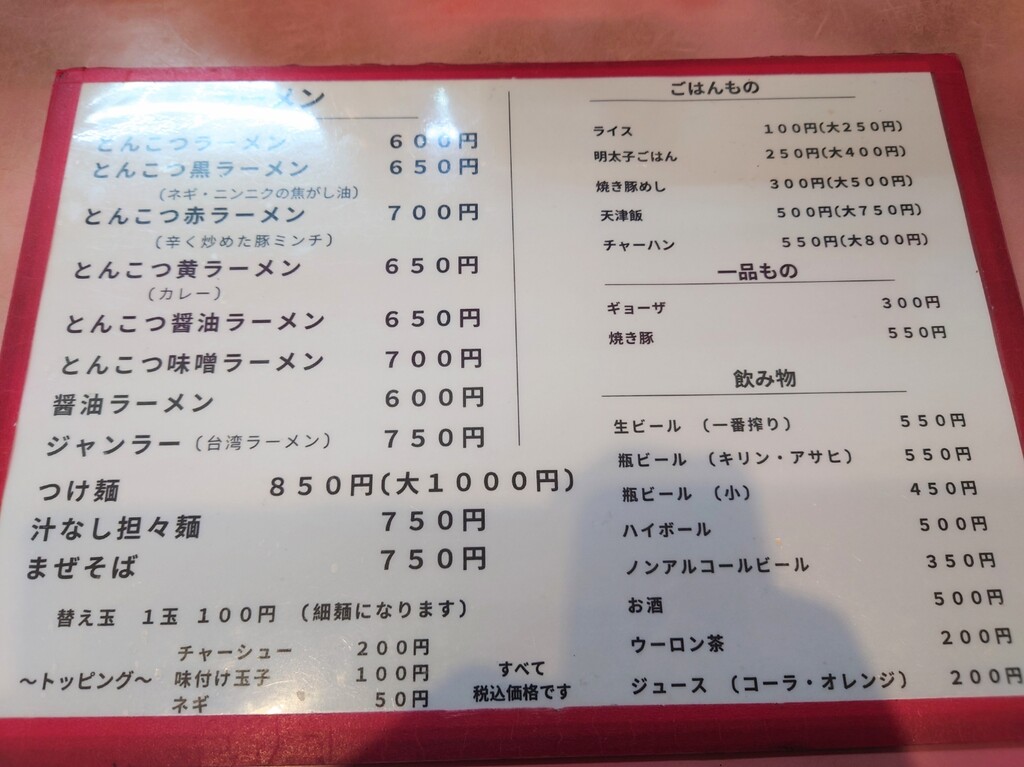 ーメン
とんこつラーメン ６００円
とんこつ黒ラーメン ６５０円
（ネギ・ニンニクの焦がし油）
とんこつ赤ラーメン ７００円
（辛く炒めた豚ミンチ）
とんこつ黄ラーメン ６５０円
（カレー）
とんこつ醤油ラーメン ６５０円
とんこつ味噌ラーメン ７００円
醤油ラーメン ６００円
ジャンラー（台湾ラーメン） ７５０円
つけ麺 ８５０円（大１０００円）
汁なし担々麺 ７５０円
まぜそば ７５０円
替え玉 １玉 １００円 （細麺になります）
チャーシュー ２００円
〜トッピング〜 味付け玉子 １００円
ネギ ５０円
すべて
税込価格です
ごはんもの
ライス １００円（大２５０円）
明太子ごはん ２５０円（大４００円）
焼き豚めし ３００円（大５００円）
天津飯 ５００円（大７５０円）
チャーハン ５５０円（大８００円）
一品もの
ギョーザ ３００円
焼き豚 ５５０円
飲み物
生ビール （一番搾り） ５５０円
瓶ビール （キリン・アサヒ） ５５０円
瓶ビール （小） ４５０円
ハイボール ５００円
ノンアルコールビール ３５０円
お酒 ５００円
ウーロン茶 ２００円
ジュース （コーラ・オレンジ） ２００円